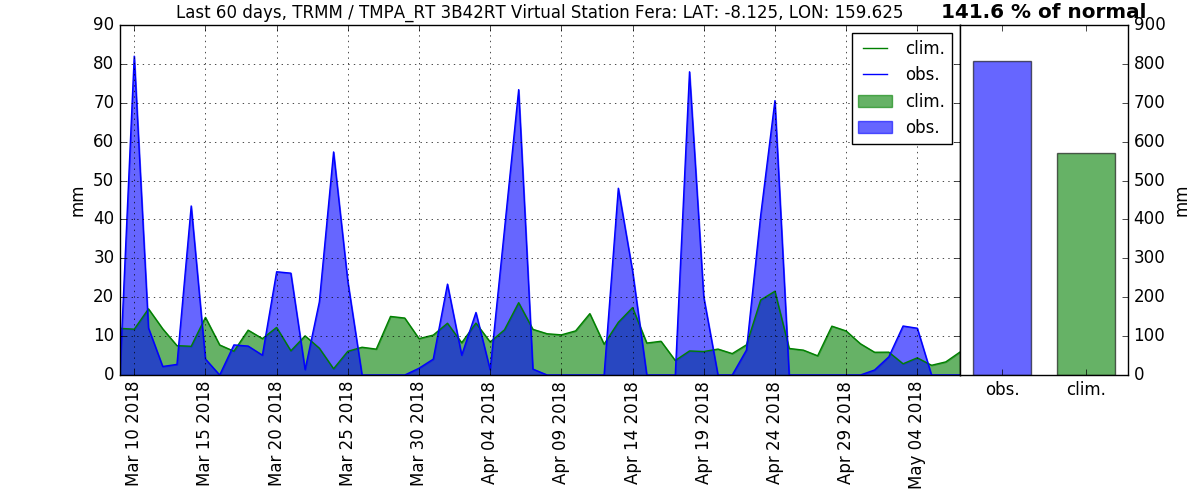 Last 60 days, TRMM / TMPA_RT 3B42RT Virtual Station Fera: LAT: -8.125, LON: 159.625
141.6 % of normal
90
80
70
60
50
40
30
20
10
0
mm
clim.
obs.
clim.
obs.
Mar 10 2018
Mar 15 2018
Mar 20 2018
Mar 25 2018
Mar 30 2018
Apr 04 2018
Apr 09 2018
Apr 14 2018
Apr 19 2018
Apr 24 2018
Apr 29 2018
May 04 2018
900
800
700
600
500
400
300
200
100
0
mm
obs.
clim.